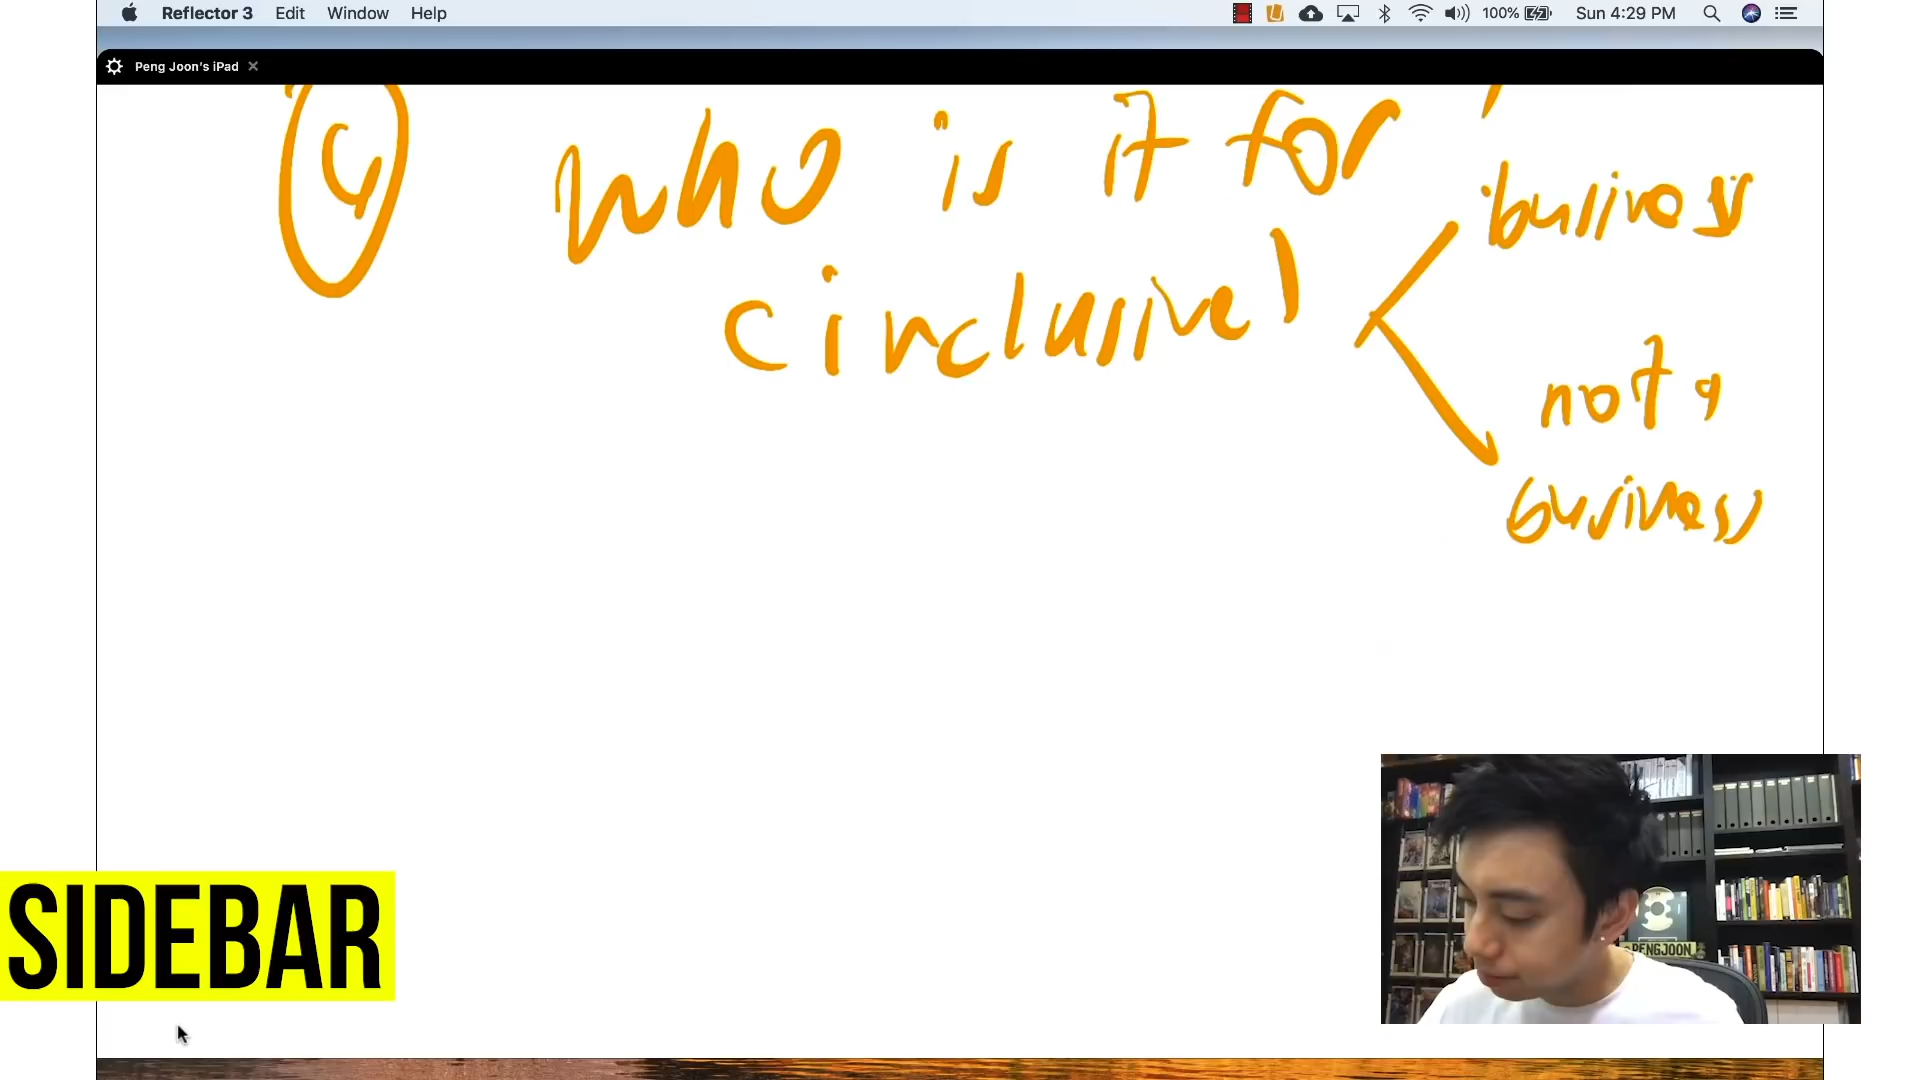 Reflector 3 Edit Window Help 100% Sun 4:29 PM
Peng Joon's iPad
4 who is it for
(inclusive)
business
not a
business
SIDEBAR
PENGJOON